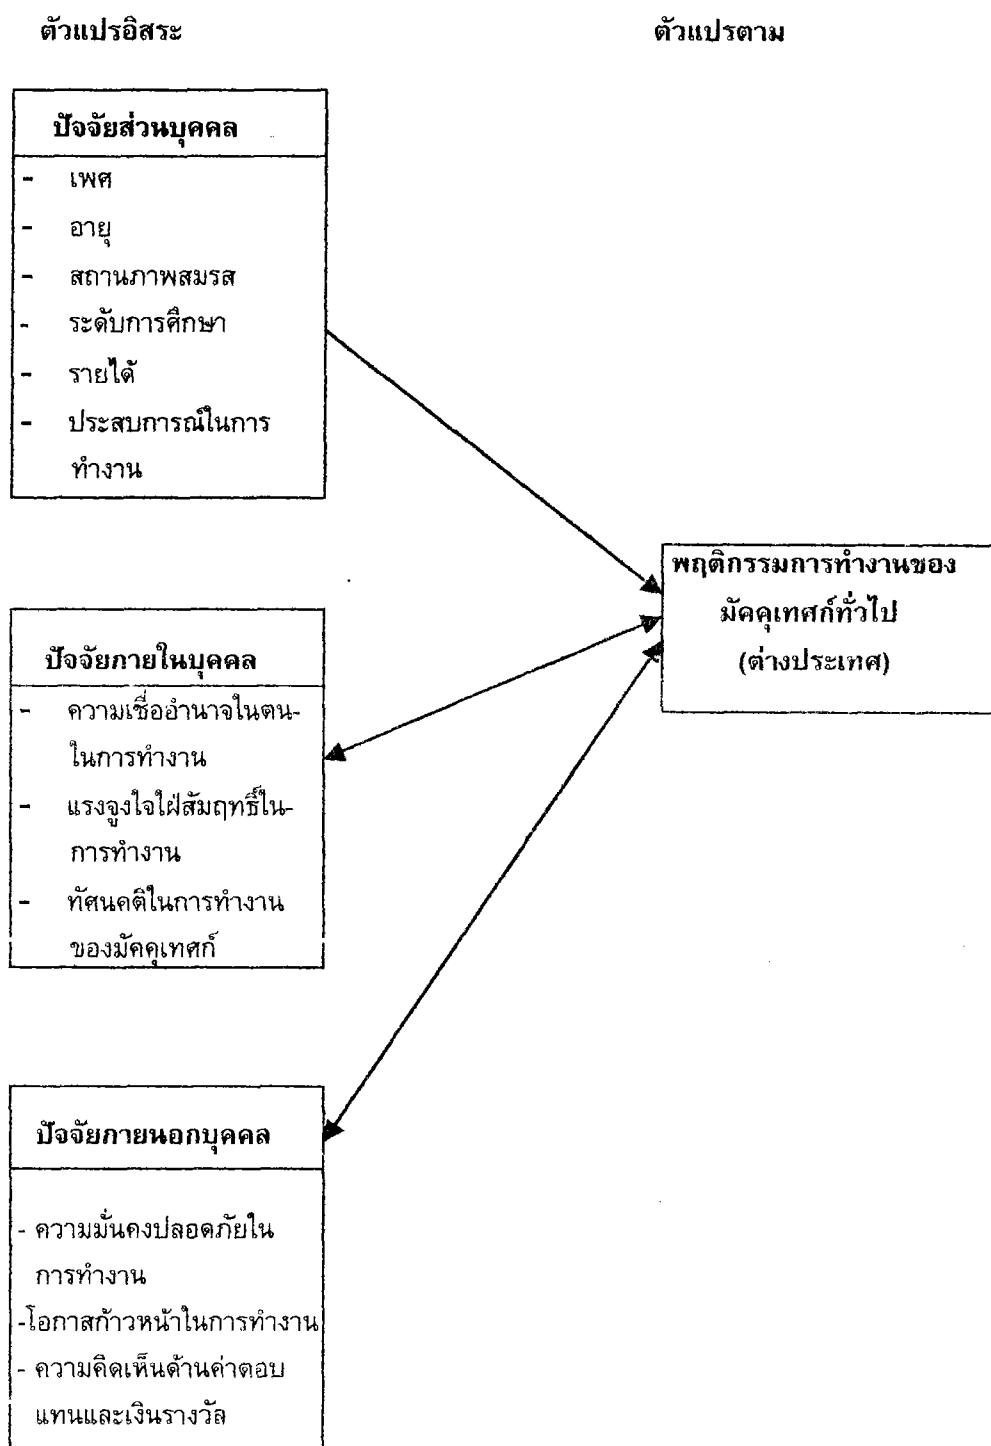 ตัวแปรอิสระ
ตัวแปรตาม
ปัจจัยส่วนบุคคล
- เพศ
- อายุ
- สถานภาพสมรส
- ระดับการศึกษา
- รายได้
- ประสบการณ์ในการ
ทำงาน
พฤติกรรมการทำงานของ
มัคคุเทศก์ทั่วไป
(ต่างประเทศ)
ปัจจัยภายในบุคคล
- ความเชื่ออำนาจในตน-
ในการทำงาน
- แรงจูงใจใฝ่สัมฤทธิ์ใน-
การทำงาน
- ทัศนคติในการทำงาน
ของมัคคุเทศก์
ปัจจัยภายนอกบุคคล
- ความมั่นคงปลอดภัยใน
การทำงาน
-โอกาสก้าวหน้าในการทำงาน
- ความคิดเห็นด้านค่าตอบ
แทนและเงินรางวัล